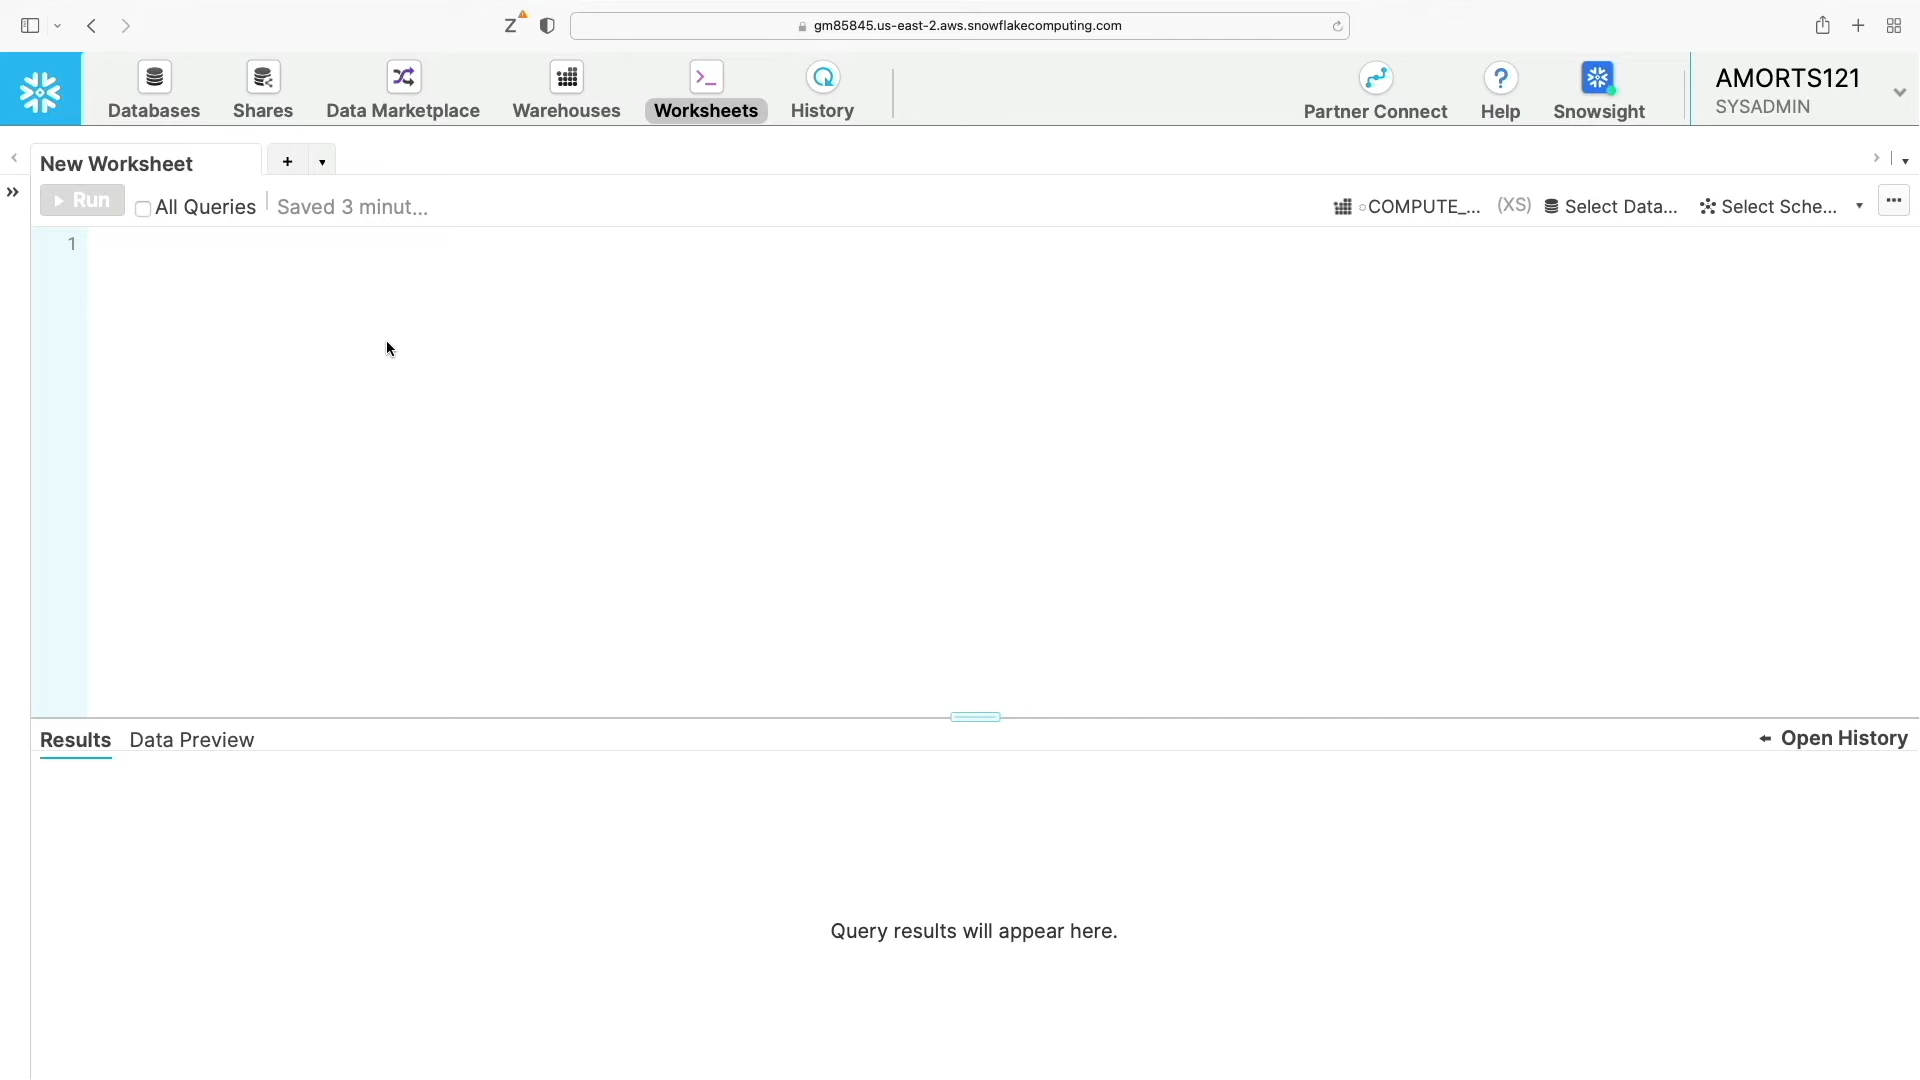 gm85845.us-east-2.aws.snowflakecomputing.com
Databases
Shares
Data Marketplace
Warehouses
Worksheets
History
Partner Connect
Help
Snowsight
AMORTS121
SYSADMIN
New Worksheet
Run
All Queries
Saved 3 minut...
COMPUTE_...
(XS)
Select Data...
Select Sche...
1
Results
Data Preview
Open History
Query results will appear here.